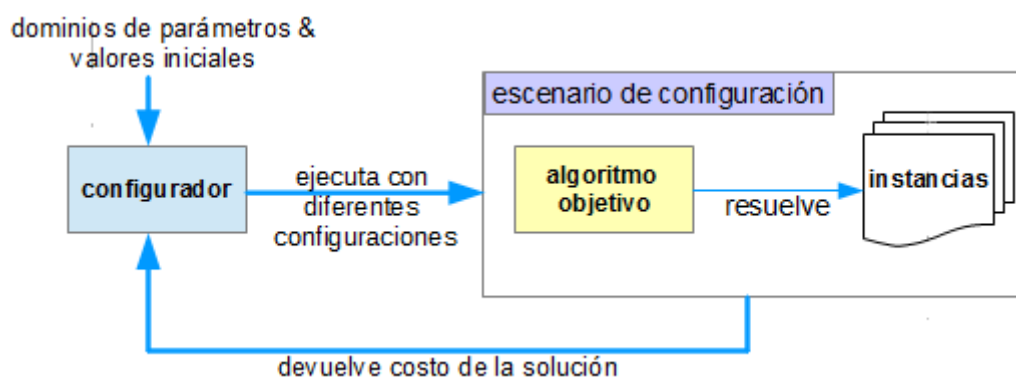 dominios de parámetros &
valores iniciales
escenario de configuración
configurador
ejecuta con
diferentes
configuraciones
algoritmo
objetivo
resuelve
instancias
devuelve costo de la solución